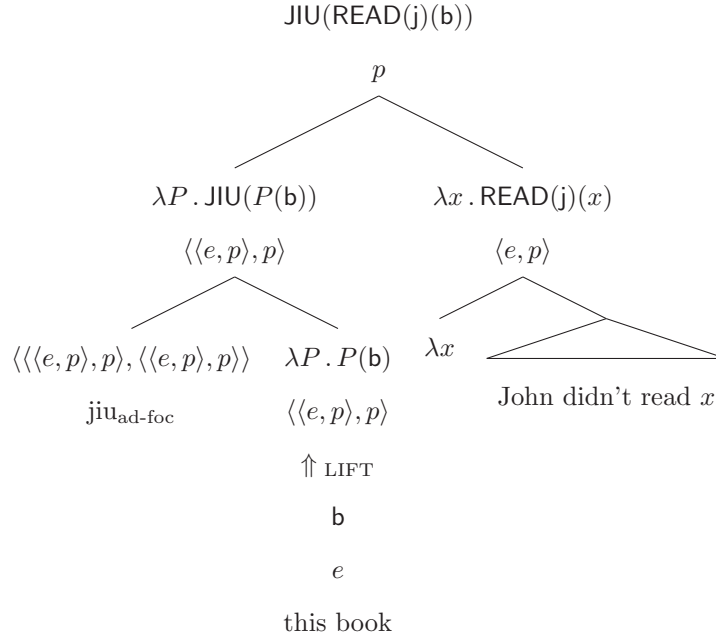 JIU(READ(j)(b))
p
λP . JIU(P(b)) λx . READ(j)(x)
⟨⟨e, p⟩, p⟩ ⟨e, p⟩
⟨⟨⟨e, p⟩, p⟩, ⟨⟨e, p⟩, p⟩⟩ λP . P(b) λx
jiu_ad-foc ⟨⟨e, p⟩, p⟩ John didn't read x
⇑ LIFT
b
e
this book